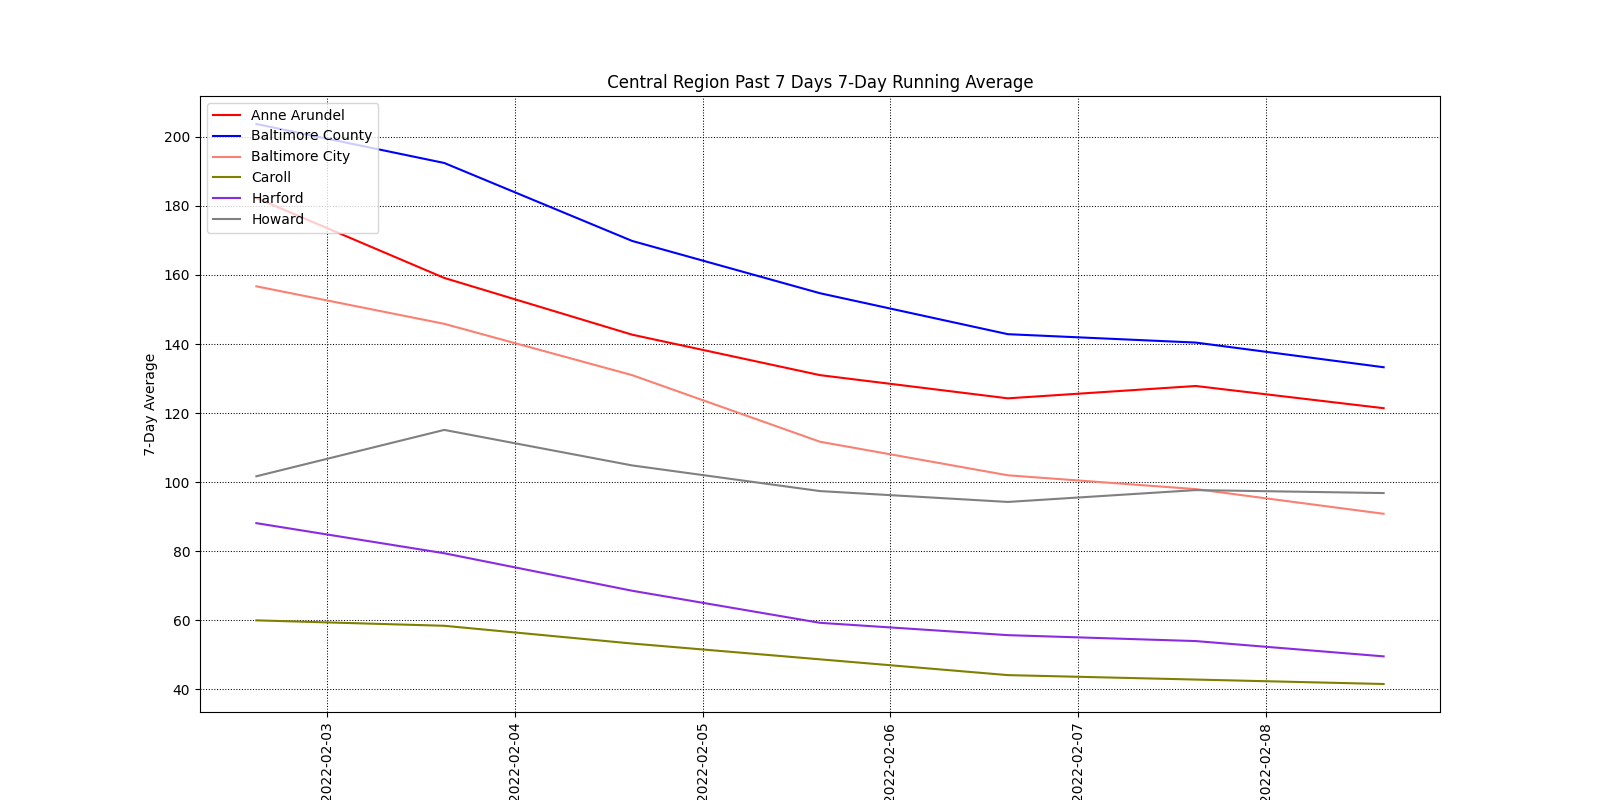 Central Region Past 7 Days 7-Day Running Average
Anne Arundel
Baltimore County
Baltimore City
Caroll
Harford
Howard
200
180
160
140
120
100
80
60
40
7-Day Average
2022-02-03
2022-02-04
2022-02-05
2022-02-06
2022-02-07
2022-02-08